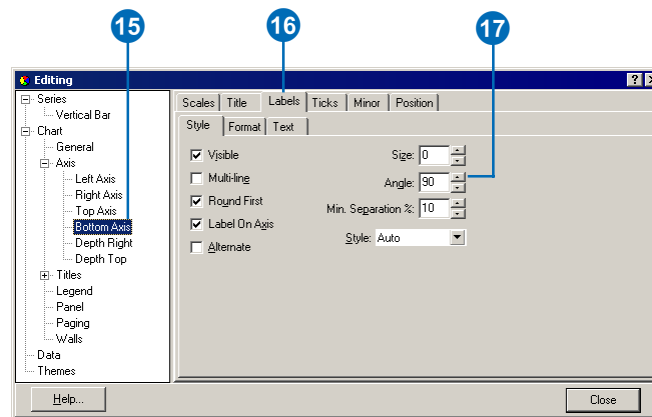 15 16 17
Editing
Series
Vertical Bar
Chart
General
Axis
Left Axis
Right Axis
Top Axis
Bottom Axis
Depth Right
Depth Top
Titles
Legend
Panel
Paging
Walls
Data
Themes
Scales Title Labels Ticks Minor Position
Style Format Text
Visible
Multi-line
Round First
Label On Axis
Alternate
Size: 0
Angle: 90
Min. Separation %: 10
Style: Auto
Help... Close